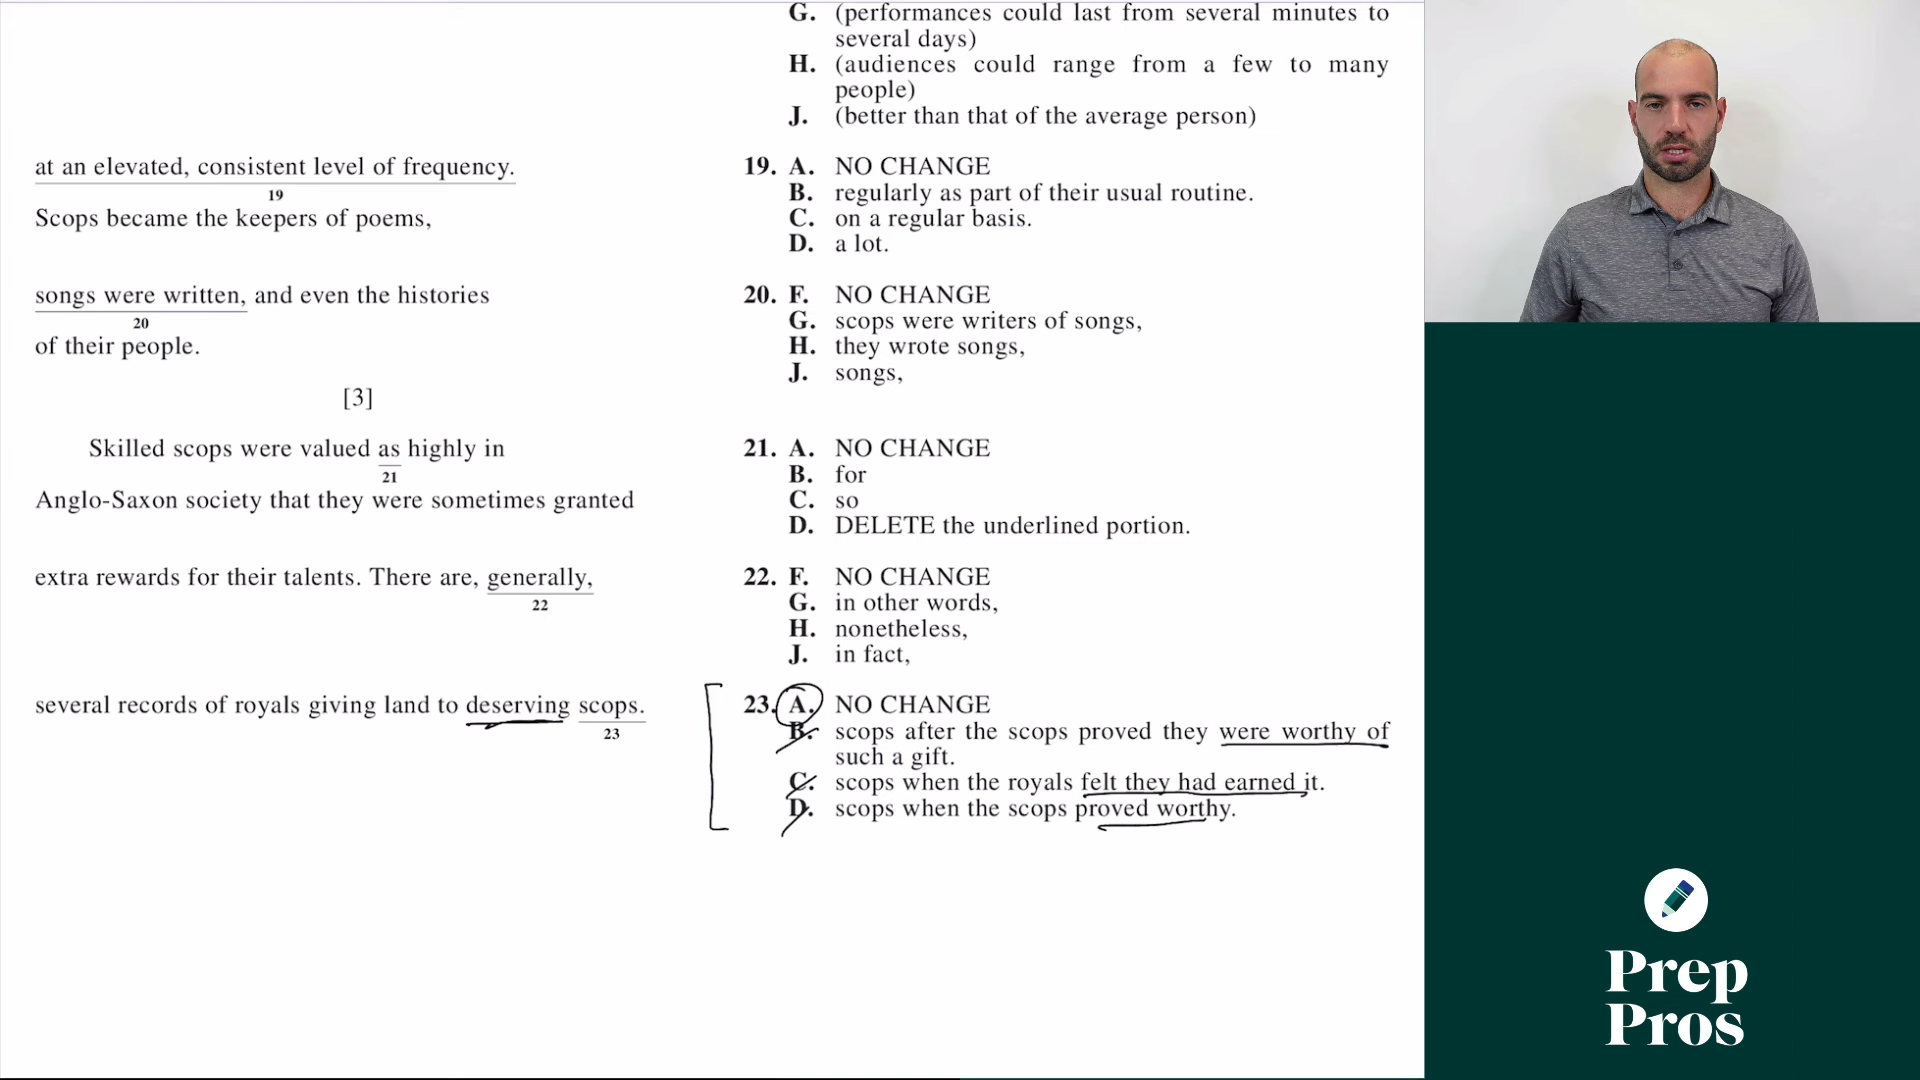 G. (performances could last from several minutes to
several days)
H. (audiences could range from a few to many
people)
J. (better than that of the average person)
at an elevated, consistent level of frequency.
19
Scops became the keepers of poems,
19. A. NO CHANGE
B. regularly as part of their usual routine.
C. on a regular basis.
D. a lot.
songs were written, and even the histories
20
of their people.
20. F. NO CHANGE
G. scops were writers of songs,
H. they wrote songs,
J. songs,
[3]
Skilled scops were valued as highly in
21
Anglo-Saxon society that they were sometimes granted
21. A. NO CHANGE
B. for
C. so
D. DELETE the underlined portion.
extra rewards for their talents. There are, generally,
22
22. F. NO CHANGE
G. in other words,
H. nonetheless,
J. in fact,
several records of royals giving land to deserving scops.
23
23. A. NO CHANGE
B. scops after the scops proved they were worthy of
such a gift.
C. scops when the royals felt they had earned it.
D. scops when the scops proved worthy.
Prep
Pros